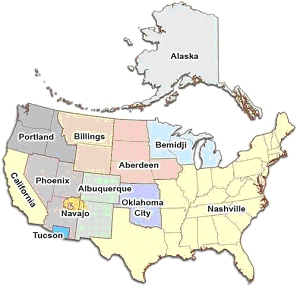 Alaska
Portland
Billings
Bemidji
Aberdeen
California
Phoenix
Albuquerque
Oklahoma
City
Nashville
Navajo
Tucson